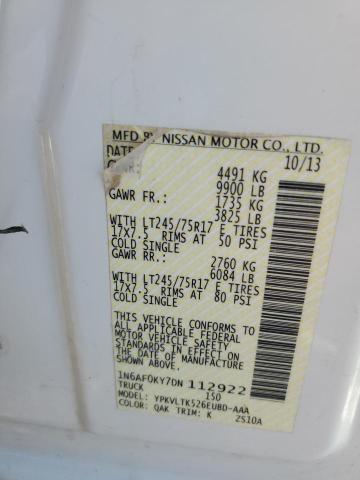 MFD BY NISSAN MOTOR CO., LTD.
DATE 10/13
GVWR: 4491 KG
9900 LB
GAWR FR.: 1735 KG
3825 LB
WITH LT245/75R17 E TIRES
17X7.5 RIMS AT 50 PSI
COLD SINGLE
GAWR RR.: 2760 KG
6084 LB
WITH LT245/75R17 E TIRES
17X7.5 RIMS AT 80 PSI
COLD SINGLE
THIS VEHICLE CONFORMS TO
ALL APPLICABLE FEDERAL
MOTOR VEHICLE SAFETY
STANDARDS IN EFFECT ON
THE DATE OF MANUFACTURE
SHOWN ABOVE.
1N6AF0KY7DN 112922
TRUCK 150
MODEL: YPKVLTK526EUBD-AAA
COLOR: QAK TRIM: K 2S10A